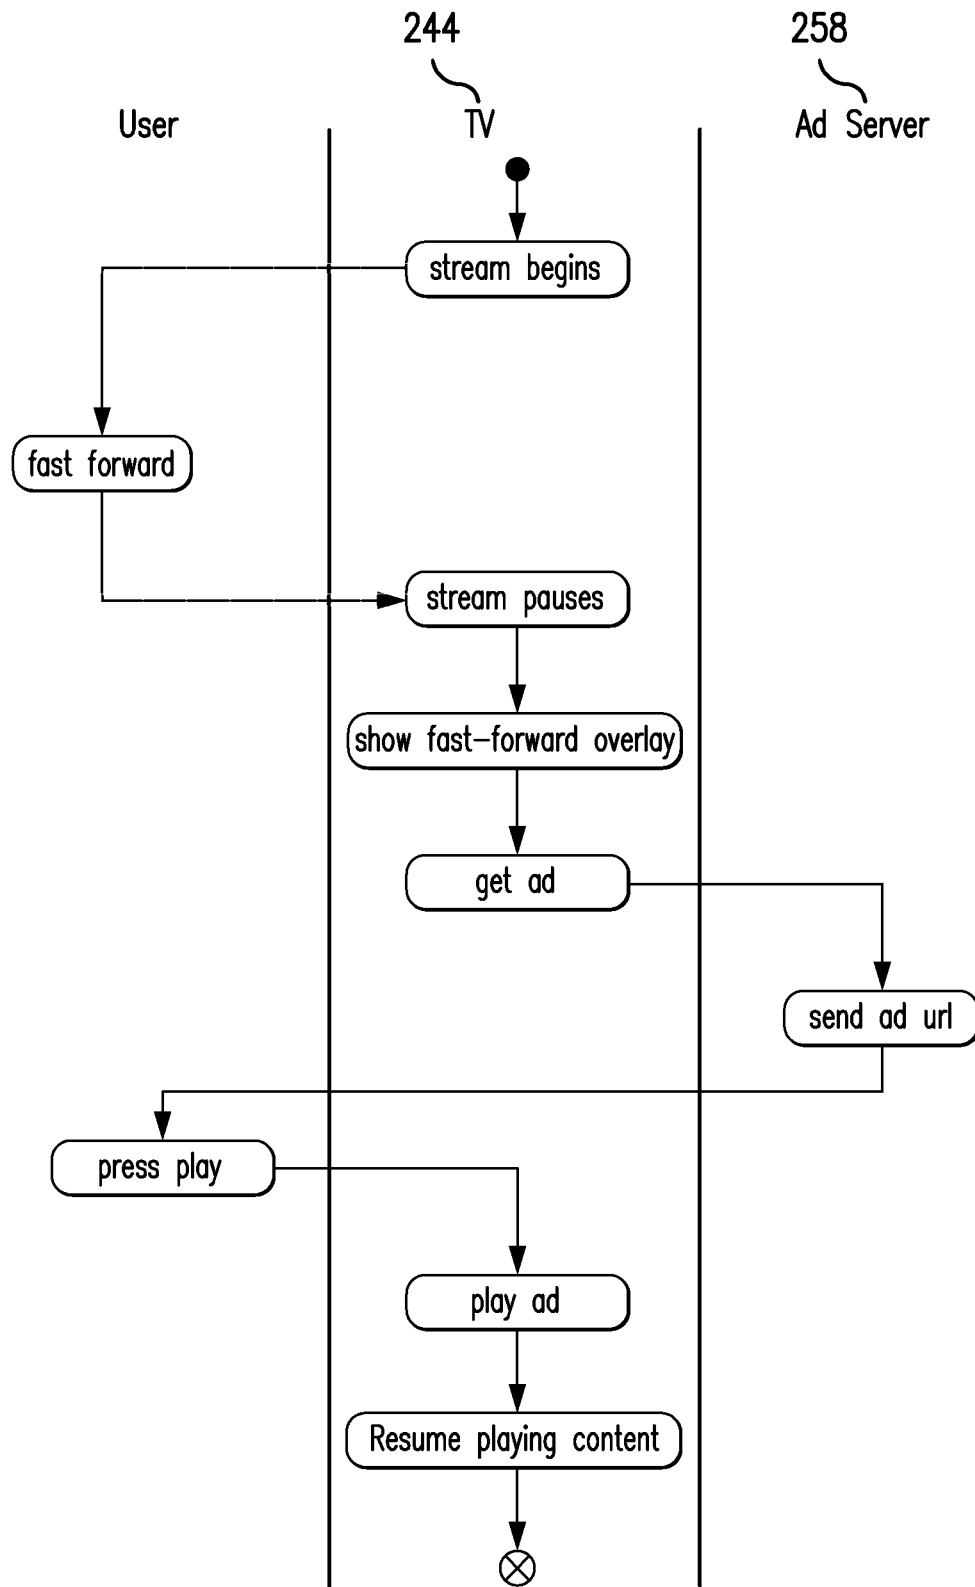 244
258
User
TV
Ad Server
stream begins
fast forward
stream pauses
show fast-forward overlay
get ad
send ad url
press play
play ad
Resume playing content